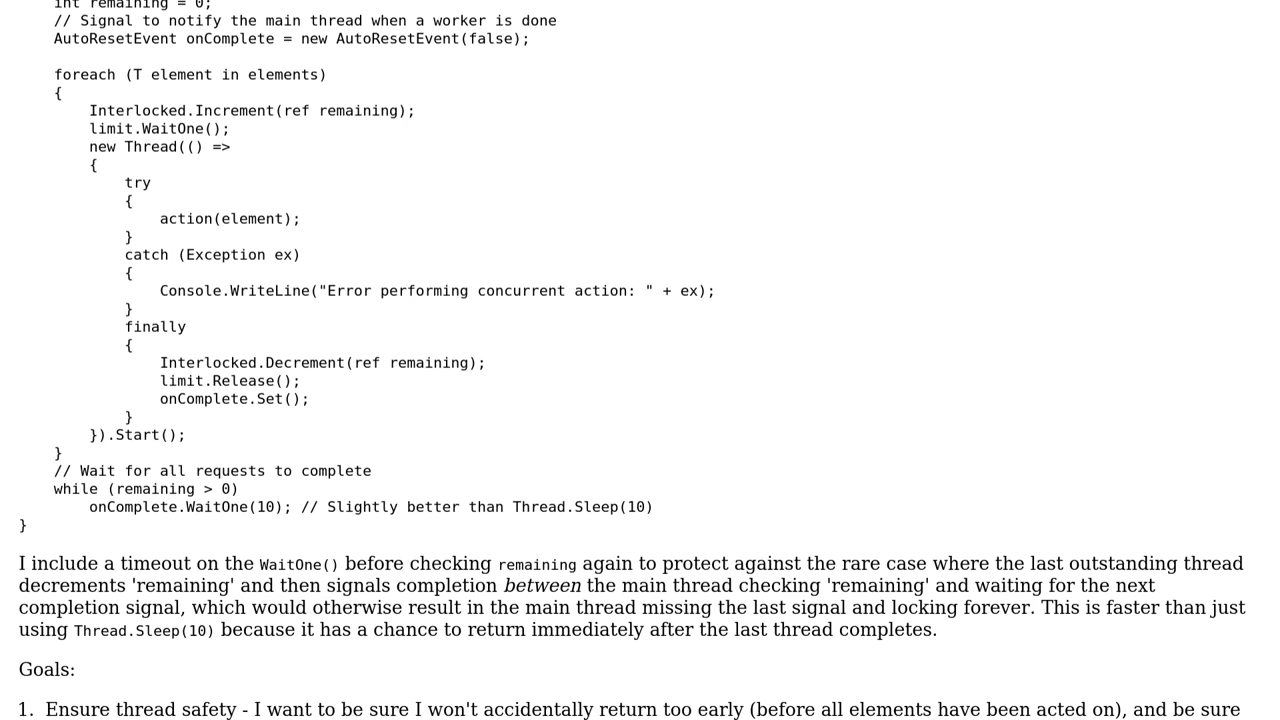 int remaining = 0;
// Signal to notify the main thread when a worker is done
AutoResetEvent onComplete = new AutoResetEvent(false);
foreach (T element in elements)
{
Interlocked.Increment(ref remaining);
limit.WaitOne();
new Thread(() =>
{
try
{
action(element);
}
catch (Exception ex)
{
Console.WriteLine("Error performing concurrent action: " + ex);
}
finally
{
Interlocked.Decrement(ref remaining);
limit.Release();
onComplete.Set();
}
}).Start();
}
// Wait for all requests to complete
while (remaining > 0)
onComplete.WaitOne(10); // Slightly better than Thread.Sleep(10)
}
I include a timeout on the WaitOne() before checking remaining again to protect against the rare case where the last outstanding thread
decrements 'remaining' and then signals completion between the main thread checking 'remaining' and waiting for the next
completion signal, which would otherwise result in the main thread missing the last signal and locking forever. This is faster than just
using Thread.Sleep(10) because it has a chance to return immediately after the last thread completes.
Goals:
1. Ensure thread safety - I want to be sure I won't accidentally return too early (before all elements have been acted on), and be sure